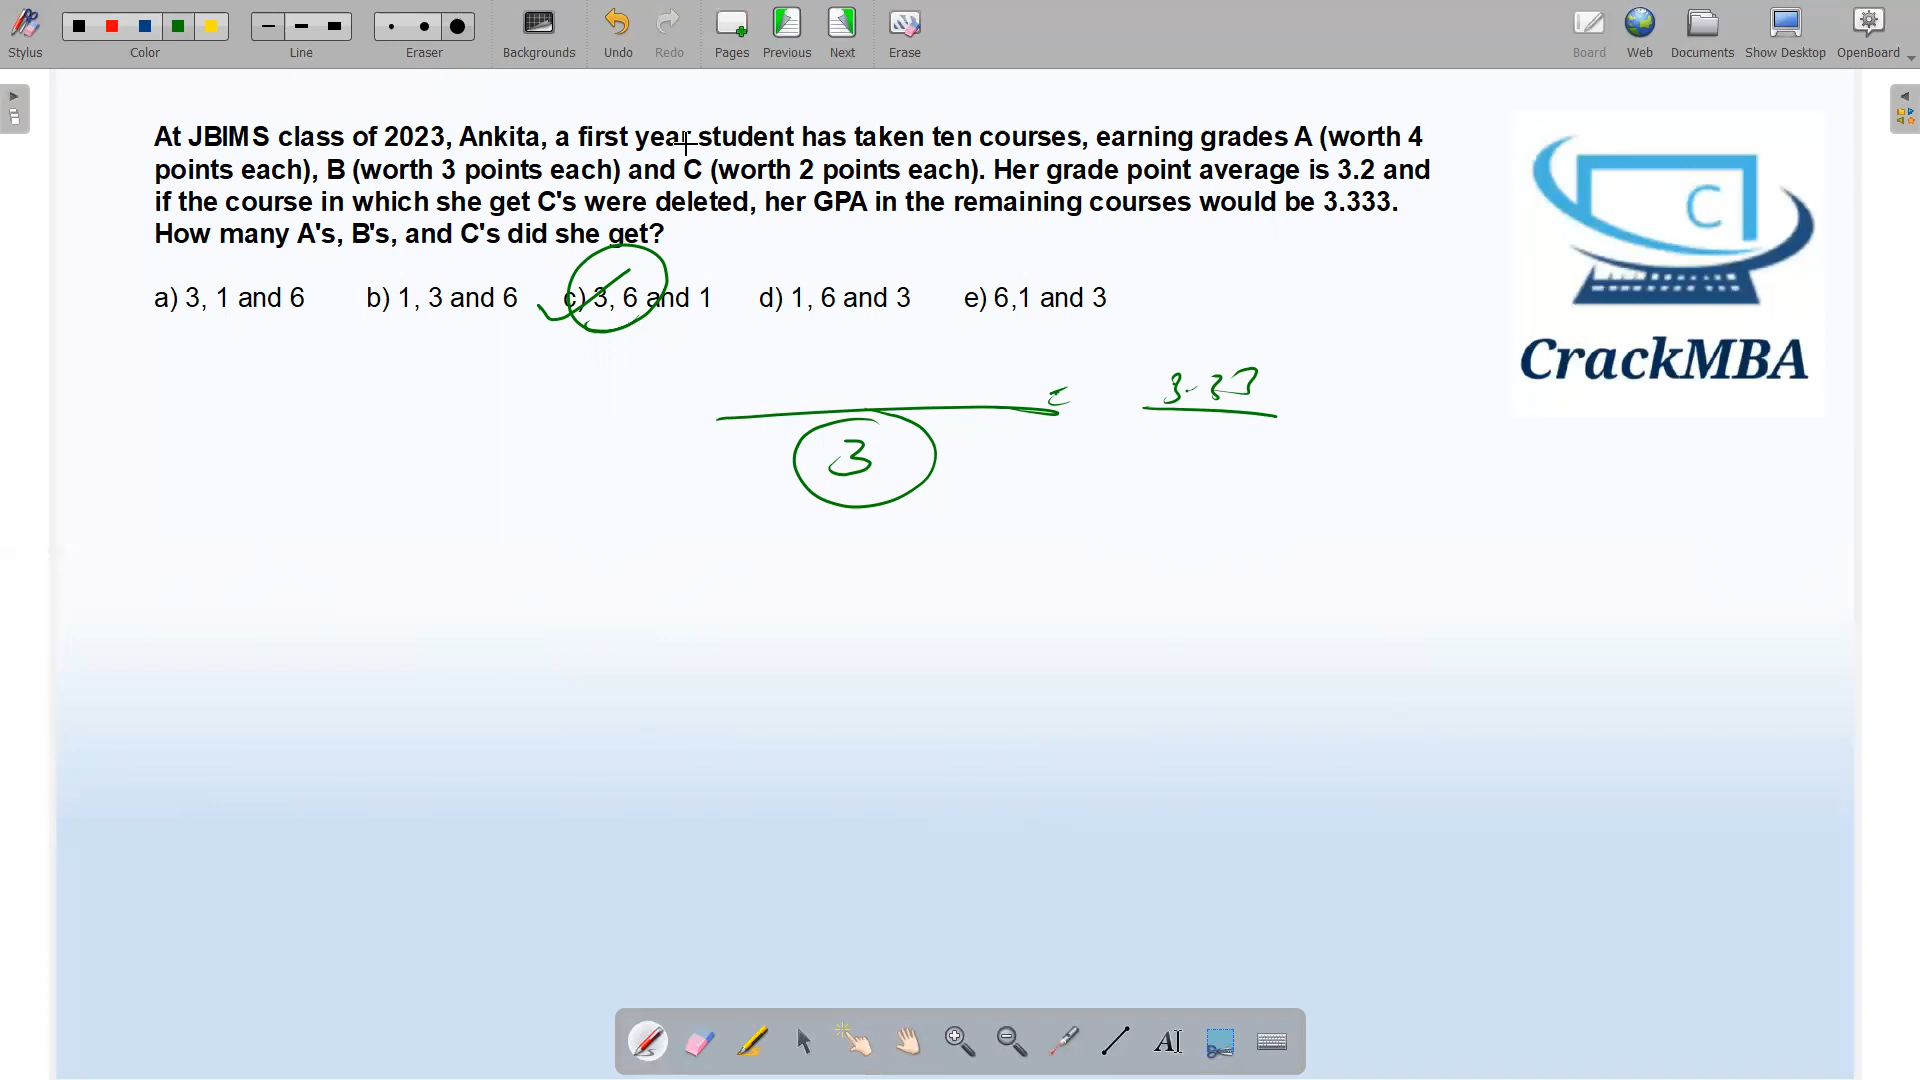 Stylus Color Line Eraser Backgrounds Undo Redo Pages Previous Next Erase Board Web Documents Show Desktop OpenBoard
At JBIMS class of 2023, Ankita, a first year student has taken ten courses, earning grades A (worth 4
points each), B (worth 3 points each) and C (worth 2 points each). Her grade point average is 3.2 and
if the course in which she get C's were deleted, her GPA in the remaining courses would be 3.333.
How many A's, B's, and C's did she get?
a) 3, 1 and 6 b) 1, 3 and 6 c) 3, 6 and 1 d) 1, 6 and 3 e) 6,1 and 3
C
CrackMBA
= 3.33
3